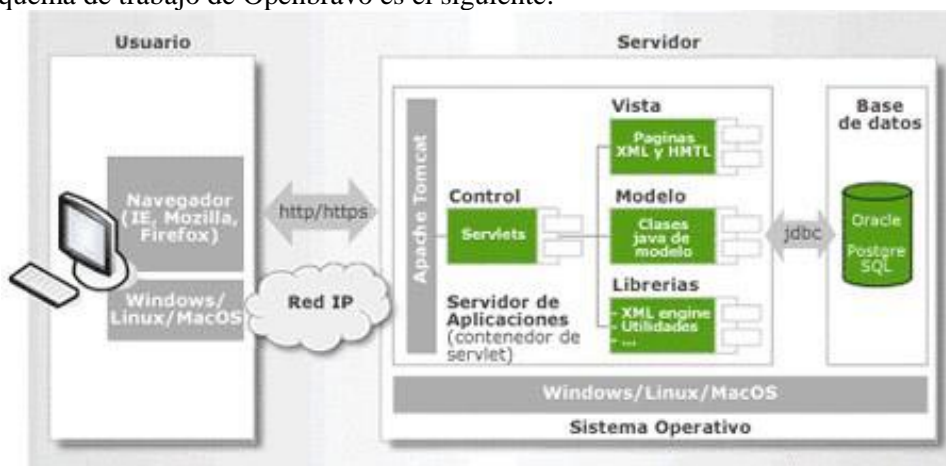 quema de trabajo de Openbravo es el siguiente:
Usuario
Navegador
(IE, Mozilla,
Firefox)
Windows/
Linux/MacOS
http/https
Red IP
Servidor
Apache Tomcat
Control
Servlets
Servidor de
Aplicaciones
(contenedor de
servlet)
Vista
Paginas
XML y HMTL
Modelo
Clases
java de
modelo
Librerias
- XML engine
- Utilidades
- ...
jdbc
Base
de datos
Oracle
Postore
SQL
Windows/Linux/MacOS
Sistema Operativo